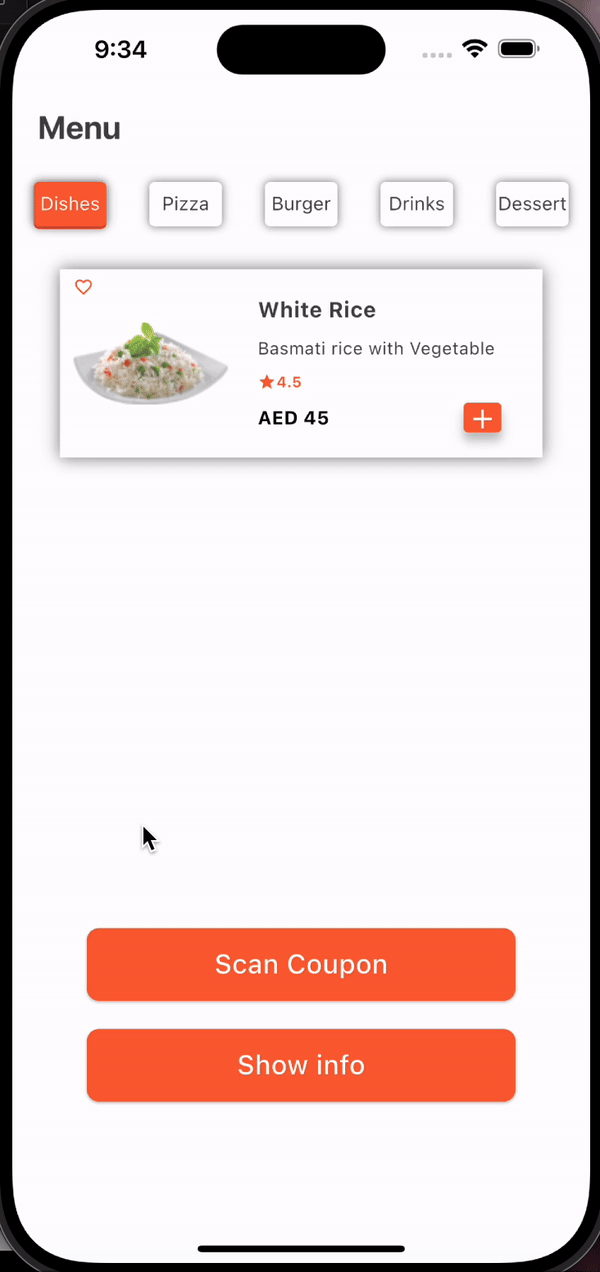 9:34
Menu
Dishes
Pizza
Burger
Drinks
Dessert
White Rice
Basmati rice with Vegetable
4.5
AED 45
Scan Coupon
Show info